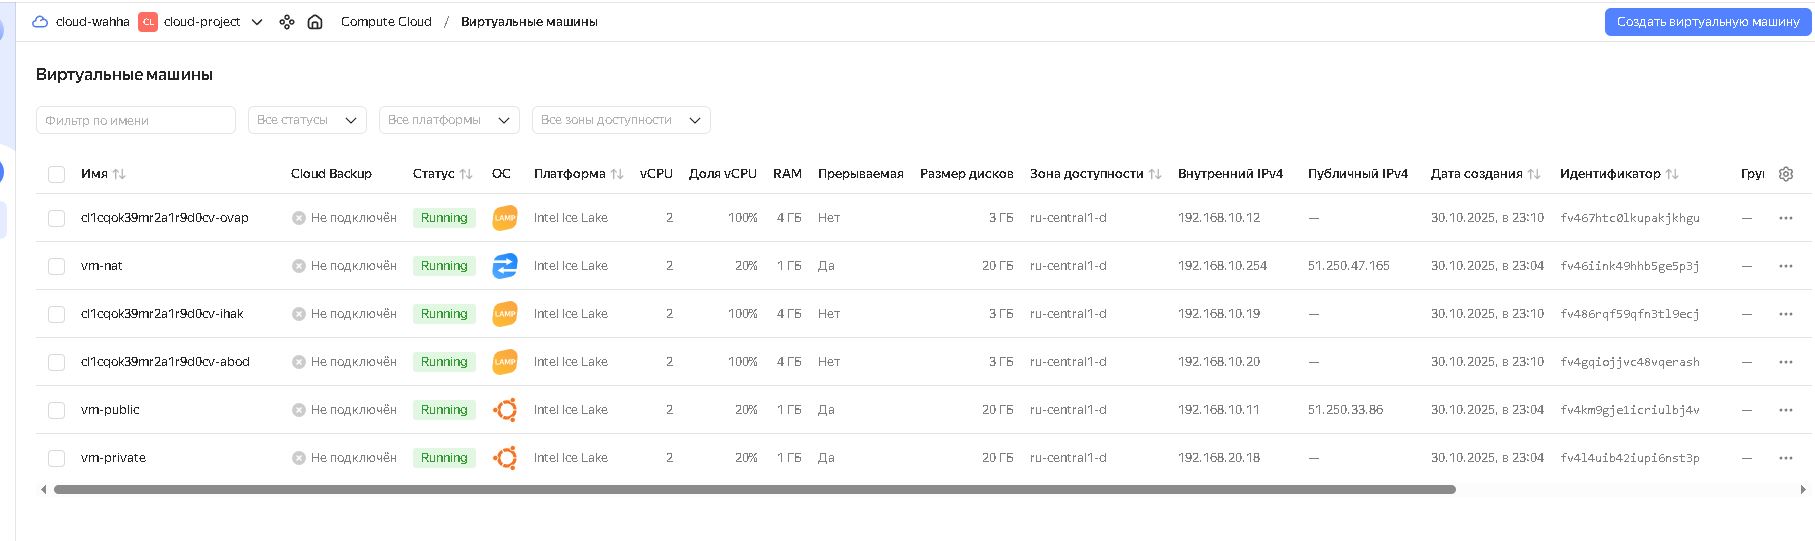 cloud-wahha CL cloud-project Compute Cloud / Виртуальные машины Создать виртуальную машину
Виртуальные машины
Фильтр по имени Все статусы Все платформы Все зоны доступности
Имя Cloud Backup Статус ОС Платформа vCPU Доля vCPU RAM Прерываемая Размер дисков Зона доступности Внутренний IPv4 Публичный IPv4 Дата создания Идентификатор Гру
cl1cqok39mr2a1r9d0cv-ovap Не подключён Running LAMP Intel Ice Lake 2 100% 4 ГБ Нет 3 ГБ ru-central1-d 192.168.10.12 — 30.10.2025, в 23:10 fv467htc0lkupakjkhgu —
vm-nat Не подключён Running Intel Ice Lake 2 20% 1 ГБ Да 20 ГБ ru-central1-d 192.168.10.254 51.250.47.165 30.10.2025, в 23:04 fv46iink49hhb5ge5p3j —
cl1cqok39mr2a1r9d0cv-ihak Не подключён Running LAMP Intel Ice Lake 2 100% 4 ГБ Нет 3 ГБ ru-central1-d 192.168.10.19 — 30.10.2025, в 23:10 fv486rqf59qfn3tl9ecj —
cl1cqok39mr2a1r9d0cv-abod Не подключён Running LAMP Intel Ice Lake 2 100% 4 ГБ Нет 3 ГБ ru-central1-d 192.168.10.20 — 30.10.2025, в 23:10 fv4gqiojjvc48vqerash —
vm-public Не подключён Running Intel Ice Lake 2 20% 1 ГБ Да 20 ГБ ru-central1-d 192.168.10.11 51.250.33.86 30.10.2025, в 23:04 fv4km9gje1icriulbj4v —
vm-private Не подключён Running Intel Ice Lake 2 20% 1 ГБ Да 20 ГБ ru-central1-d 192.168.20.18 — 30.10.2025, в 23:04 fv4l4uib42iupi6nst3p —